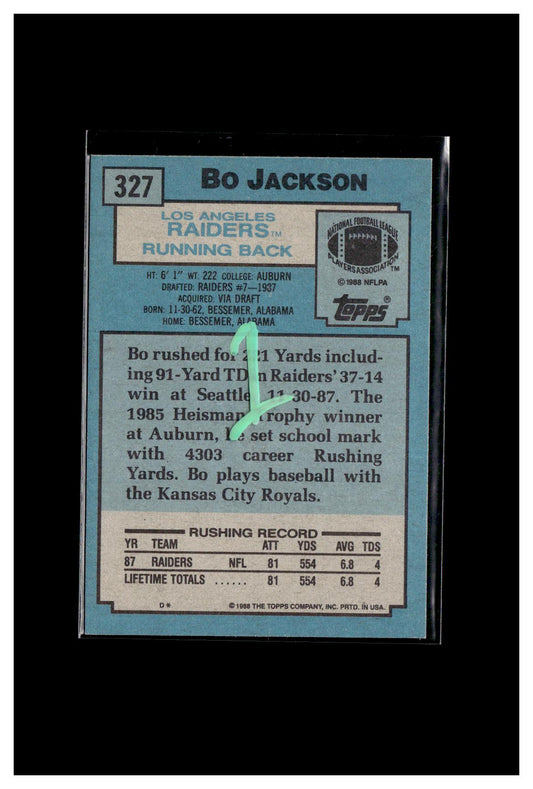 327
BO JACKSON
LOS ANGELES
RAIDERS™
RUNNING BACK
NATIONAL FOOTBALL LEAGUE
PLAYERS ASSOCIATION™
©1988 NFLPA
topps®
HT: 6' 1" WT: 222 COLLEGE: AUBURN
DRAFTED: RAIDERS #7—1937
ACQUIRED: VIA DRAFT
BORN: 11-30-62, BESSEMER, ALABAMA
HOME: BESSEMER, ALABAMA
1
Bo rushed for 221 Yards includ-
ing 91-Yard TD in Raiders' 37-14
win at Seattle, 11-30-87. The
1985 Heisman Trophy winner
at Auburn, he set school mark
with 4303 career Rushing
Yards. Bo plays baseball with
the Kansas City Royals.
RUSHING RECORD
YR TEAM ATT YDS AVG TDS
87 RAIDERS NFL 81 554 6.8 4
LIFETIME TOTALS ...... 81 554 6.8 4
D* © 1988 THE TOPPS COMPANY, INC. PRTD. IN USA.